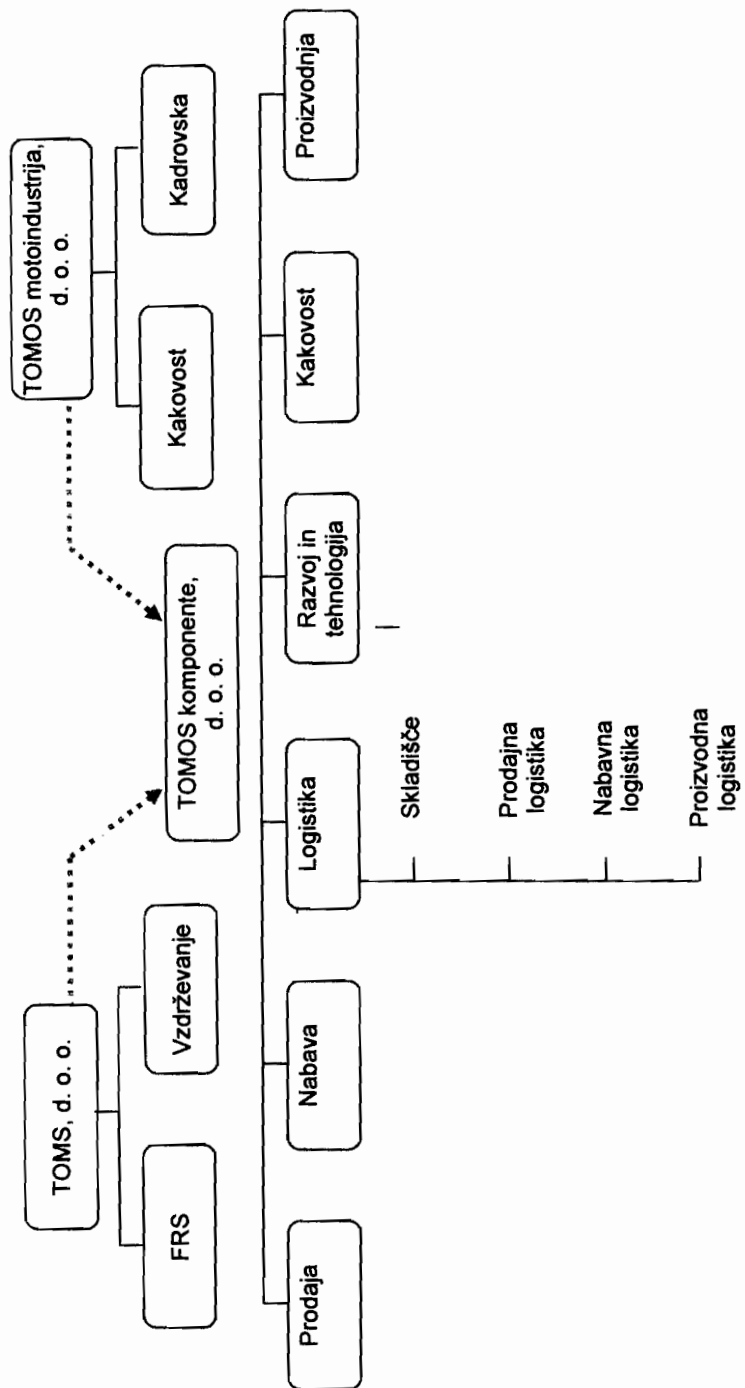 TOMS, d. o. o.
TOMOS motoindustrija,
d. o. o.
FRS
Vzdrževanje
TOMOS komponente,
d. o. o.
Kakovost
Kadrovska
Prodaja
Nabava
Logistika
Razvoj in
tehnologija
Kakovost
Proizvodnja
Skladišče
Prodajna
logistika
Nabavna
logistika
Proizvodna
logistika